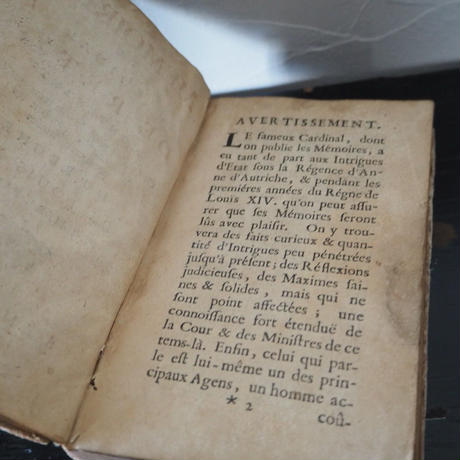 AVERTISSEMENT.
LE fameux Cardinal, dont
on publie les Mémoires, a
eu tant de part aux Intrigues
d'Etat sous la Régence d'An-
ne d'Autriche, & pendant les
premiéres années du Régne de
Louis XIV. qu'on peut assu-
rer que ses Mémoires seront
lûs avec plaisir. On y trou-
vera des faits curieux & quan-
tité d'Intrigues peu pénétrées
jusqu'à présent; des Réflexions
judicieuses, des Maximes sai-
nes & solides, mais qui ne
sont point affectées; une
connoissance fort étenduë de
la Cour & des Ministres de ce
tems-là. Enfin, celui qui par-
le est lui-même un des prin-
cipaux Agens, un homme ac-
* 2
coû-